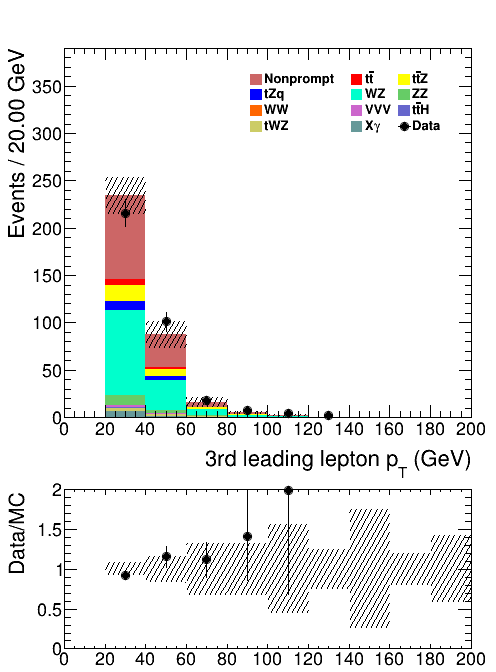 Events / 20.00 GeV
400
350
300
250
200
150
100
50
0
Nonprompt tt̄ tt̄Z
tZq WZ ZZ
WW VVV tt̄H
tWZ Xγ Data
0 20 40 60 80 100 120 140 160 180 200
3rd leading lepton p_T (GeV)
Data/MC
2
1.5
1
0.5
0
0 20 40 60 80 100 120 140 160 180 200